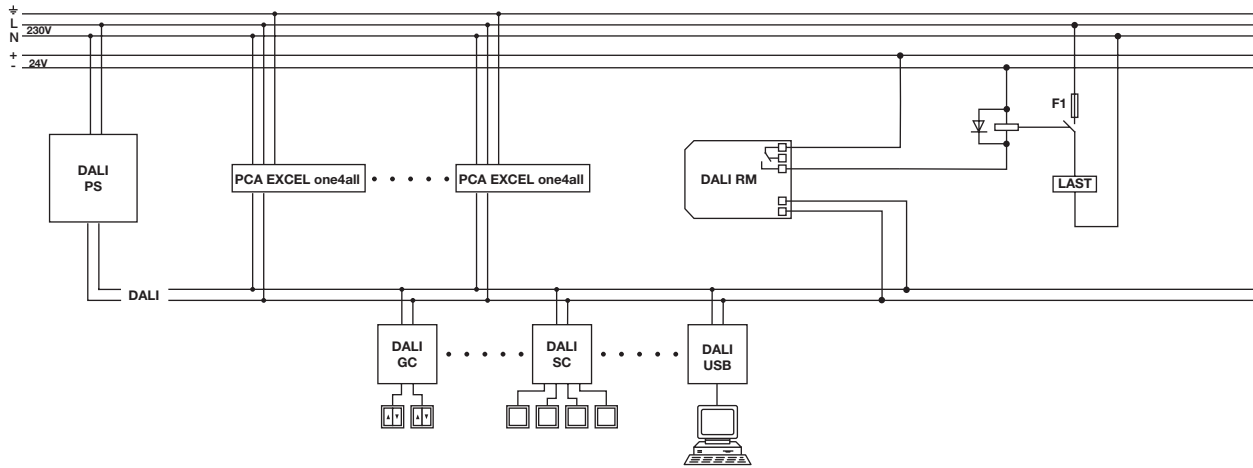 L
N 230V
+
- 24V
F1
DALI
PS
PCA EXCEL one4all
PCA EXCEL one4all
DALI RM
LAST
DALI
DALI
GC
DALI
SC
DALI
USB